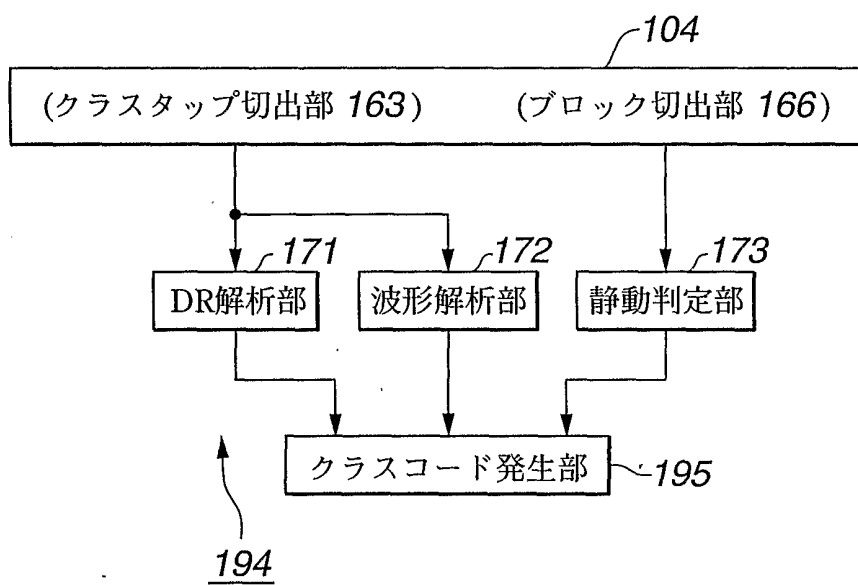 104
(クラスタップ切出部 163) (ブロック切出部 166)
171 172 173
DR解析部 波形解析部 静動判定部
クラスコード発生部 195
194